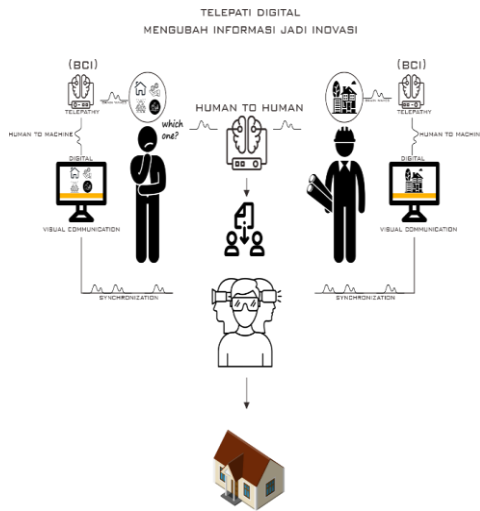 TELEPATI DIGITAL
MENGUBAH INFORMASI JADI INOVASI
(BCI)
TELEPATHY
HUMAN TO MACHINE
DIGITAL
VISUAL COMMUNICATION
SYNCHRONIZATION
which
one?
HUMAN TO HUMAN
(BCI)
TELEPATHY
HUMAN TO MACHIN
DIGITAL
VISUAL COMMUNICATION
SYNCHRONIZATION